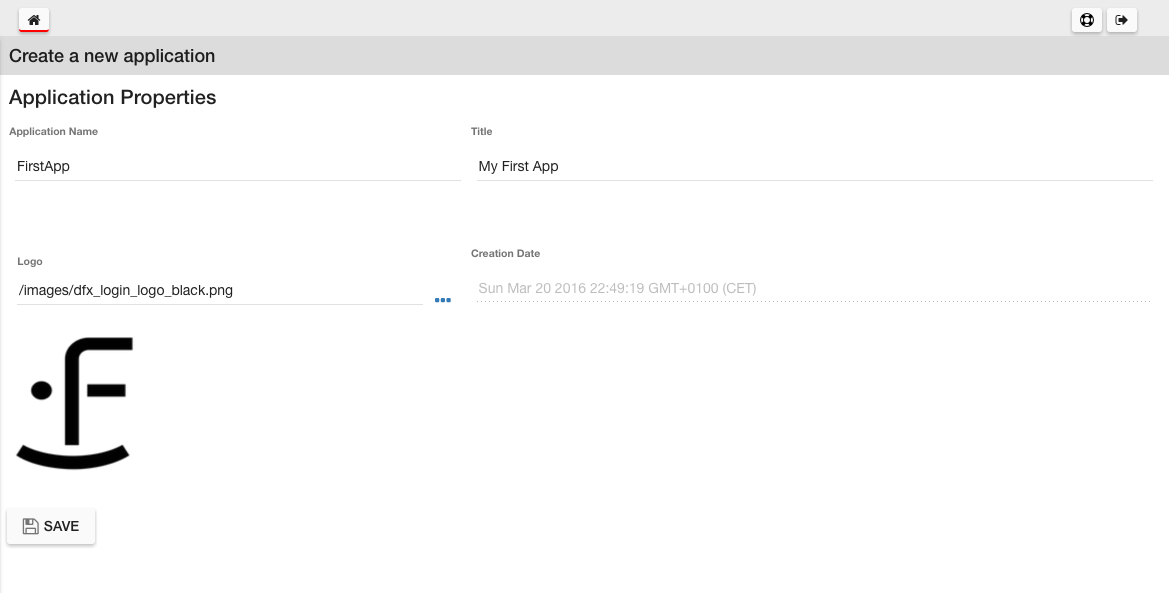 Create a new application
Application Properties
Application Name
Title
FirstApp
My First App
Logo
Creation Date
/images/dfx_login_logo_black.png
Sun Mar 20 2016 22:49:19 GMT+0100 (CET)
SAVE